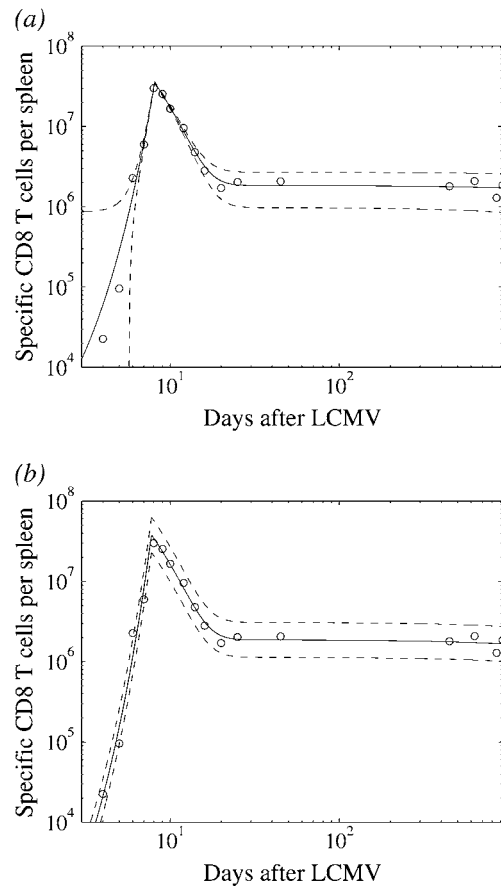 (a)
10^8
10^7
10^6
10^5
10^4
Specific CD8 T cells per spleen
10^1
10^2
Days after LCMV
(b)
10^8
10^7
10^6
10^5
10^4
Specific CD8 T cells per spleen
10^1
10^2
Days after LCMV